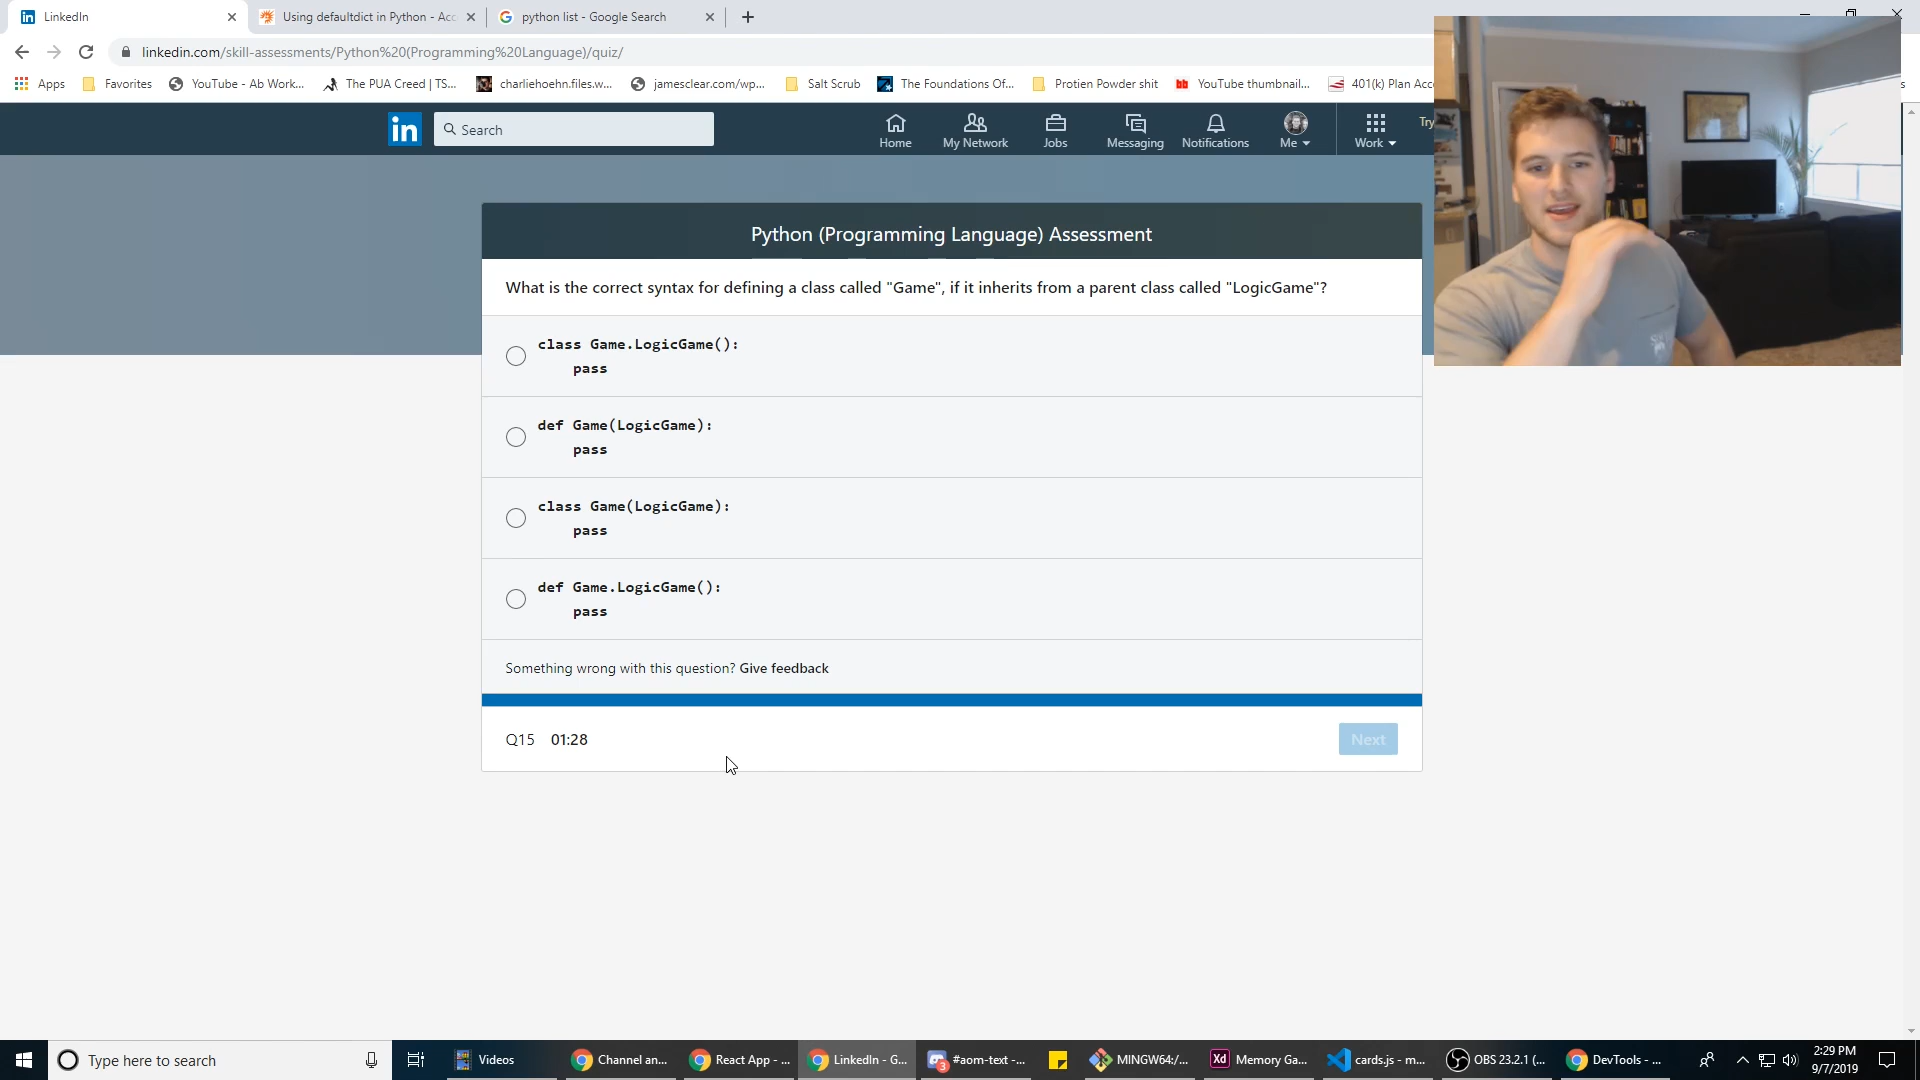 LinkedIn
Using defaultdict in Python - Acc
python list - Google Search
linkedin.com/skill-assessments/Python%20(Programming%20Language)/quiz/
Apps
Favorites
YouTube - Ab Work...
The PUA Creed | TS...
charliehoehn.files.w...
jamesclear.com/wp...
Salt Scrub
The Foundations Of...
Protien Powder shit
YouTube thumbnail...
401(k) Plan Acc
s
in
Search
Home
My Network
Jobs
Messaging
Notifications
Me
Work
Try
Python (Programming Language) Assessment
What is the correct syntax for defining a class called "Game", if it inherits from a parent class called "LogicGame"?
class Game.LogicGame():
pass
def Game(LogicGame):
pass
class Game(LogicGame):
pass
def Game.LogicGame():
pass
Something wrong with this question? Give feedback
Q15 01:28
Next
Type here to search
Videos
Channel an...
React App - ...
LinkedIn - G...
3
#aom-text -...
MINGW64:/...
Xd
Memory Ga...
cards.js - m...
OBS 23.2.1 (...
DevTools - ...
2:29 PM
9/7/2019